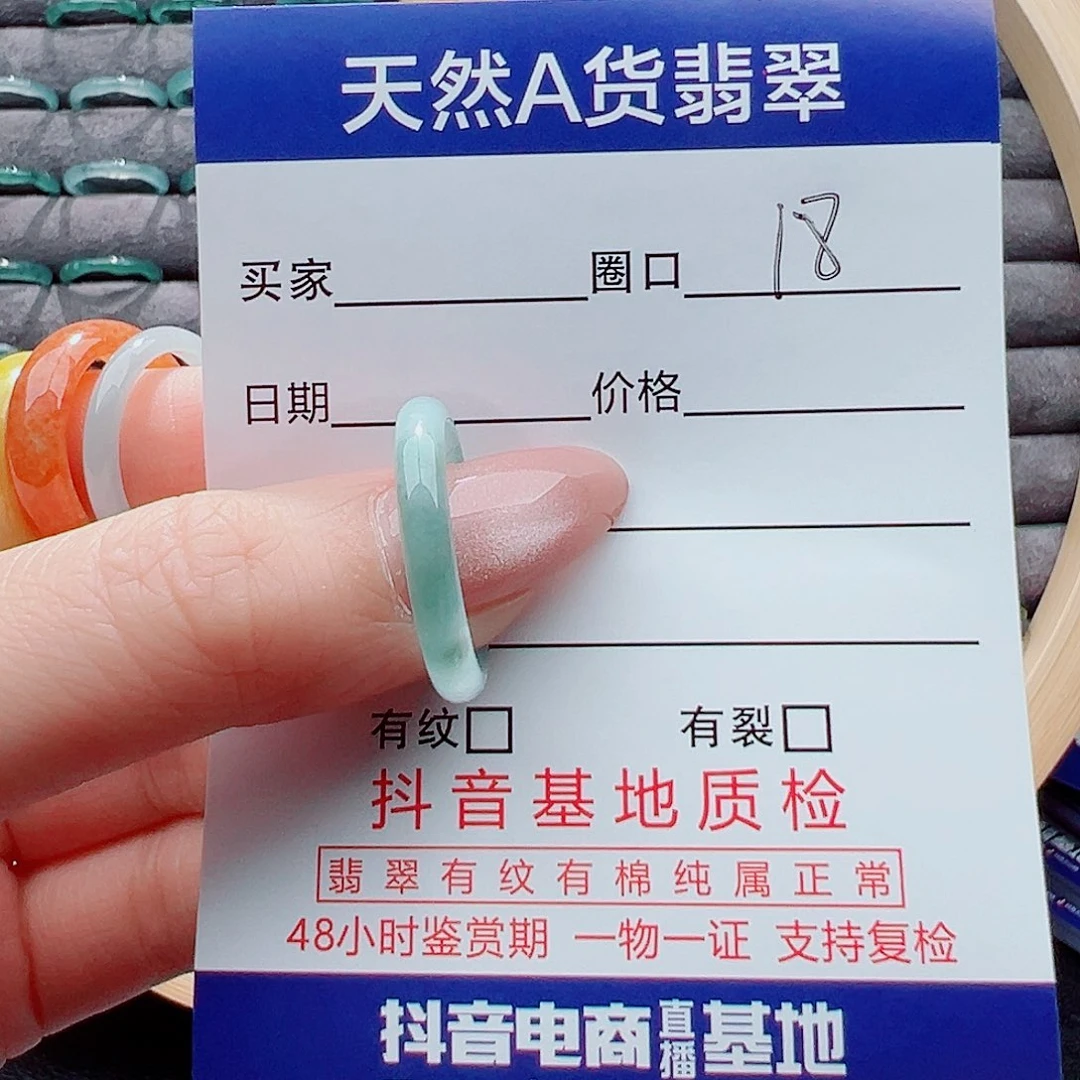 天然A货翡翠
买家 圈口 18
日期 价格
有纹 有裂
抖音基地质检
翡翠有纹有棉纯属正常
48小时鉴赏期 一物一证 支持复检
抖音电商直播基地